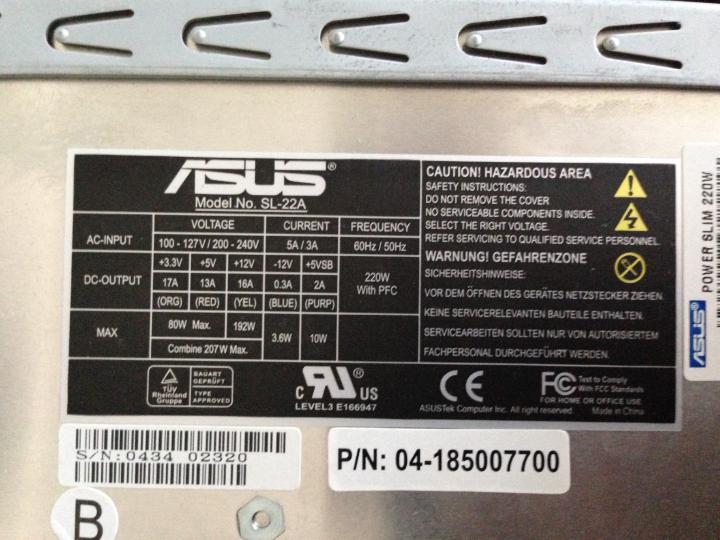 ASUS®
Model No. SL-22A
VOLTAGE CURRENT FREQUENCY
AC-INPUT 100 - 127V / 200 - 240V 5A / 3A 60Hz / 50Hz
+3.3V +5V +12V -12V +5VSB
DC-OUTPUT 17A 13A 16A 0.3A 2A 220W With PFC
(ORG) (RED) (YEL) (BLUE) (PURP)
MAX 80W Max. 192W 3.6W 10W
Combine 207W Max.
CAUTION! HAZARDOUS AREA
SAFETY INSTRUCTIONS:
DO NOT REMOVE THE COVER
NO SERVICEABLE COMPONENTS INSIDE.
SELECT THE RIGHT VOLTAGE.
REFER SERVICING TO QUALIFIED SERVICE PERSONNEL.
WARNUNG! GEFAHRENZONE
SICHERHEITSHINWEISE:
VOR DEM ÖFFNEN DES GERÄTES NETZSTECKER ZIEHEN.
KEINE SERVICERELEVANTEN BAUTEILE ENTHALTEN.
SERVICEARBEITEN SOLLTEN NUR VON AUTORISIERTEM
FACHPERSONAL DURCHGEFÜHRT WERDEN.
TÜV
Rheinland
Gruppe
BAUART
GEPRÜFT
TYPE
APPROVED
c RU® US
LEVEL3 E166947
CE
ASUSTek Computer Inc. All right reserved.
FC Test to Comply
With FCC Standards
FOR HOME OR OFFICE USE
Made in China
S/N:0434 02320
P/N: 04-185007700
B
ASUS® POWER SLIM 220W